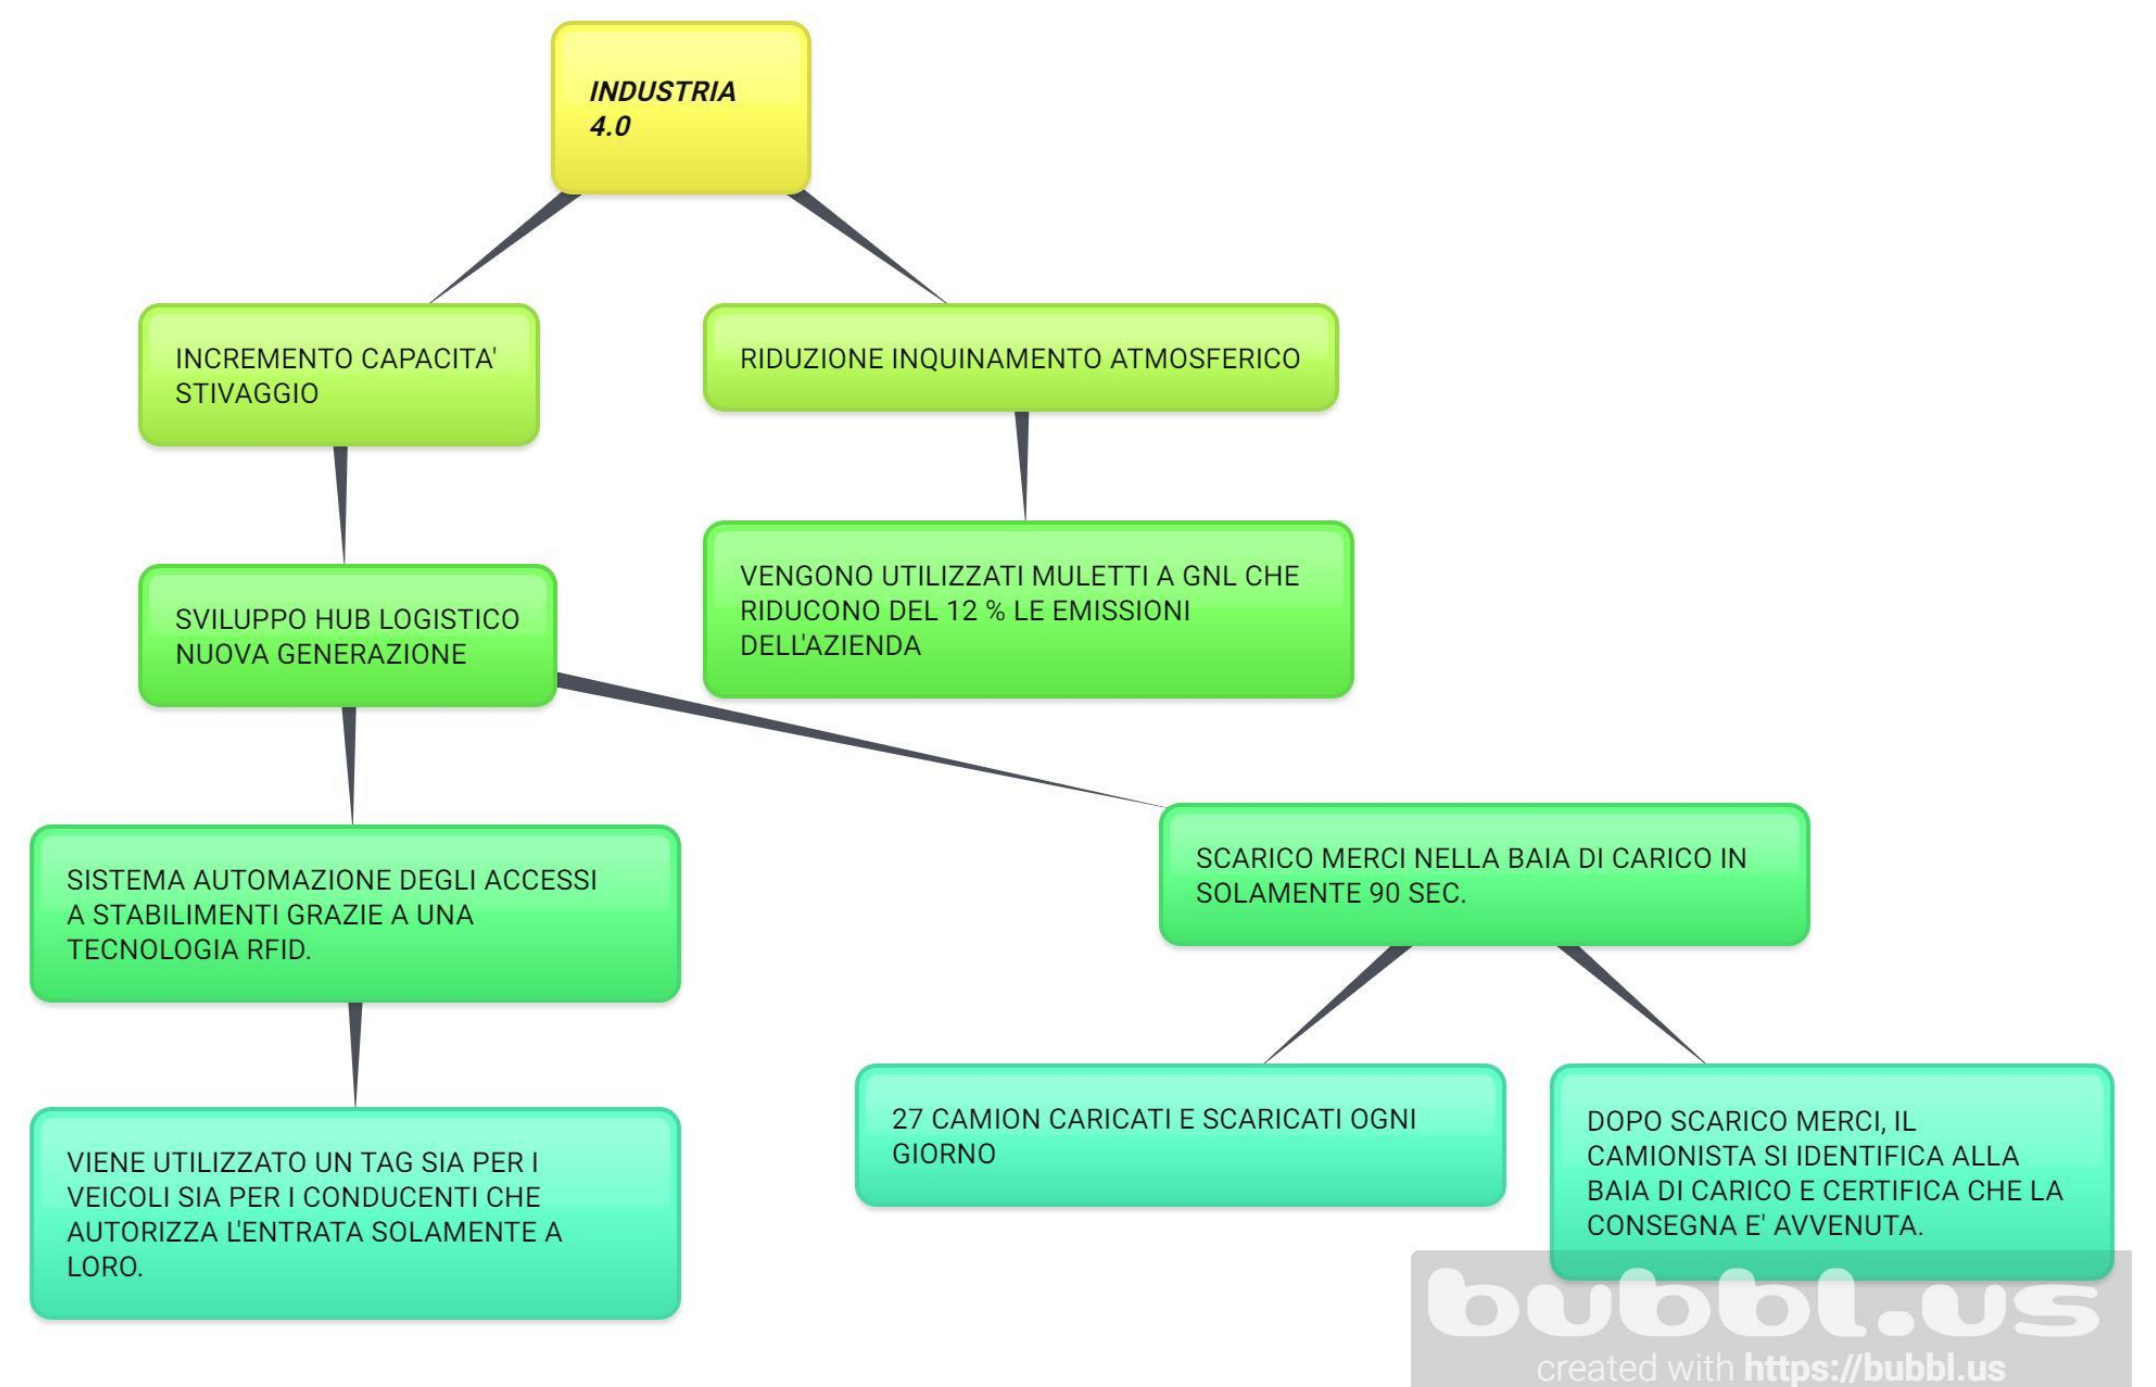 INDUSTRIA
4.0
INCREMENTO CAPACITA'
STIVAGGIO
RIDUZIONE INQUINAMENTO ATMOSFERICO
SVILUPPO HUB LOGISTICO
NUOVA GENERAZIONE
VENGONO UTILIZZATI MULETTI A GNL CHE
RIDUCONO DEL 12 % LE EMISSIONI
DELL'AZIENDA
SISTEMA AUTOMAZIONE DEGLI ACCESSI
A STABILIMENTI GRAZIE A UNA
TECNOLOGIA RFID.
SCARICO MERCI NELLA BAIA DI CARICO IN
SOLAMENTE 90 SEC.
VIENE UTILIZZATO UN TAG SIA PER I
VEICOLI SIA PER I CONDUCENTI CHE
AUTORIZZA L'ENTRATA SOLAMENTE A
LORO.
27 CAMION CARICATI E SCARICATI OGNI
GIORNO
DOPO SCARICO MERCI, IL
CAMIONISTA SI IDENTIFICA ALLA
BAIA DI CARICO E CERTIFICA CHE LA
CONSEGNA E' AVVENUTA.
bubbl.us
created with https://bubbl.us